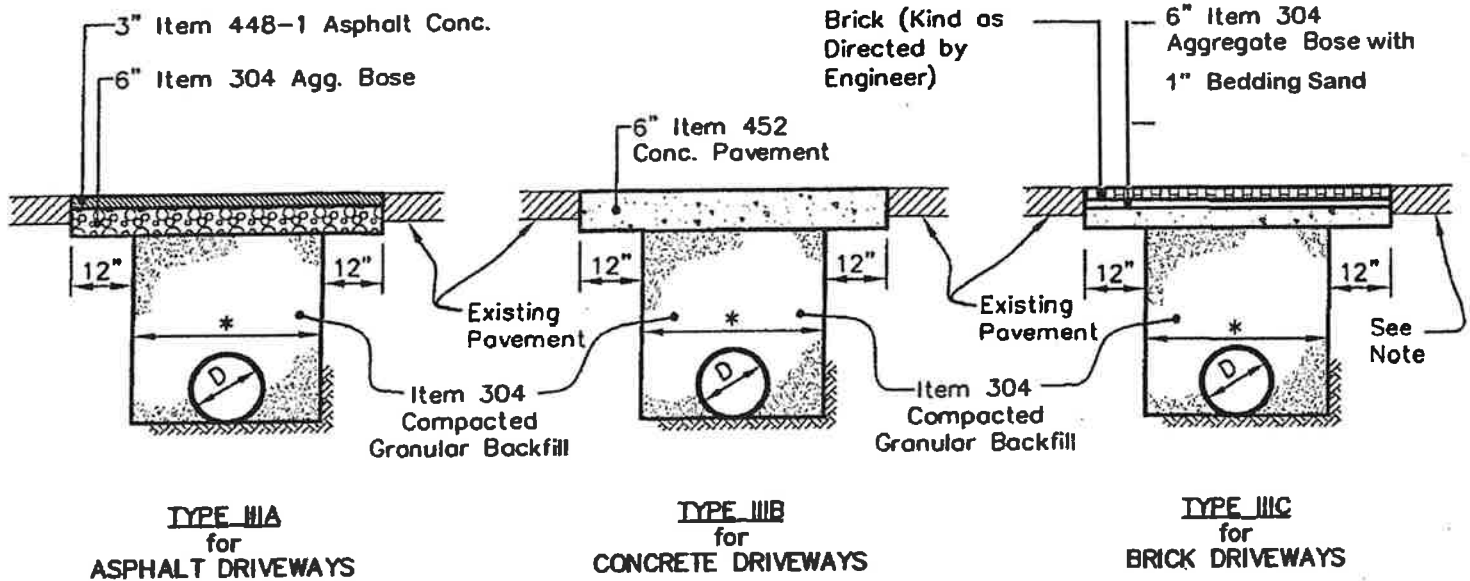 3" Item 448-1 Asphalt Conc.
6" Item 304 Agg. Bose
6" Item 452
Conc. Pavement
Brick (Kind as
Directed by
Engineer)
6" Item 304
Aggregate Bose with
1" Bedding Sand
12"
12"
12"
12"
12"
12"
*
*
*
D
D
D
Existing
Pavement
Existing
Pavement
See
Note
Item 304
Compacted
Granular Backfill
Item 304
Compacted
Granular Backfill
TYPE IIIA
for
ASPHALT DRIVEWAYS
TYPE IIIB
for
CONCRETE DRIVEWAYS
TYPE IIIC
for
BRICK DRIVEWAYS